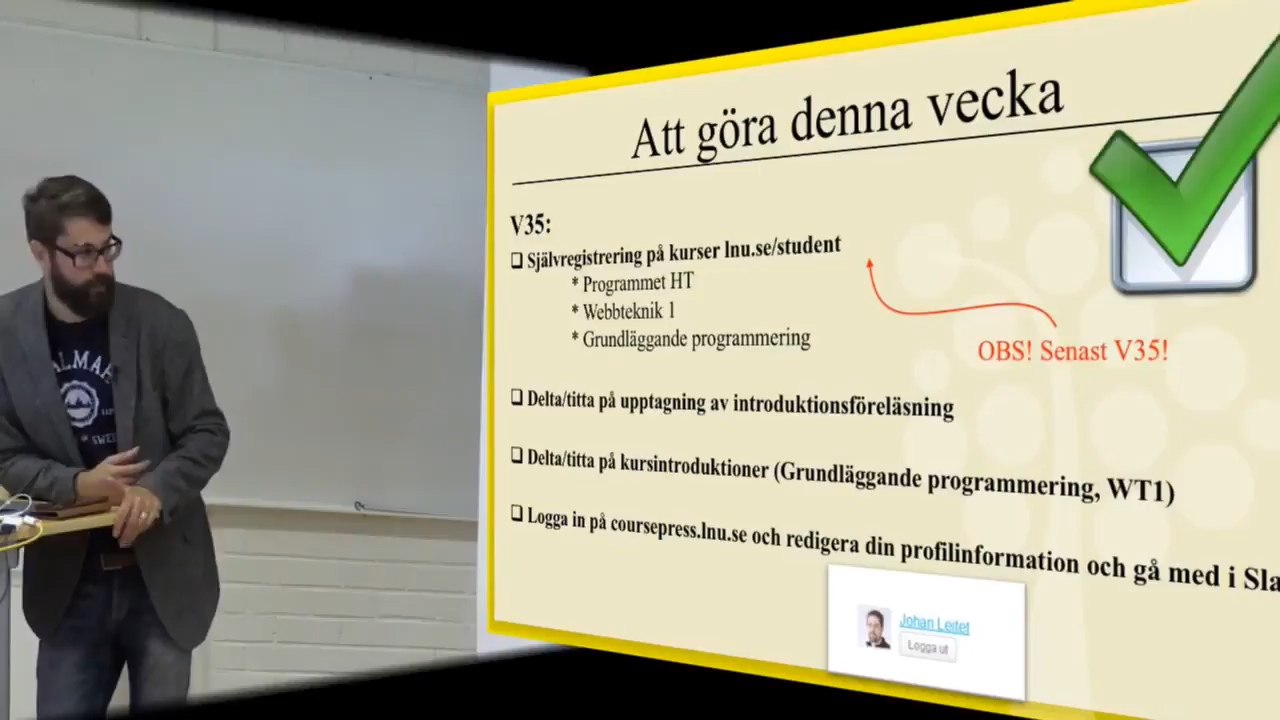 Att göra denna vecka
V35:
Självregistrering på kurser lnu.se/student
* Programmet HT
* Webbteknik 1
* Grundläggande programmering
OBS! Senast V35!
Delta/titta på upptagning av introduktionsföreläsning
Delta/titta på kursintroduktioner (Grundläggande programmering, WT1)
Logga in på coursepress.lnu.se och redigera din profilinformation och gå med i Sla
Johan Leitet
Logga ut